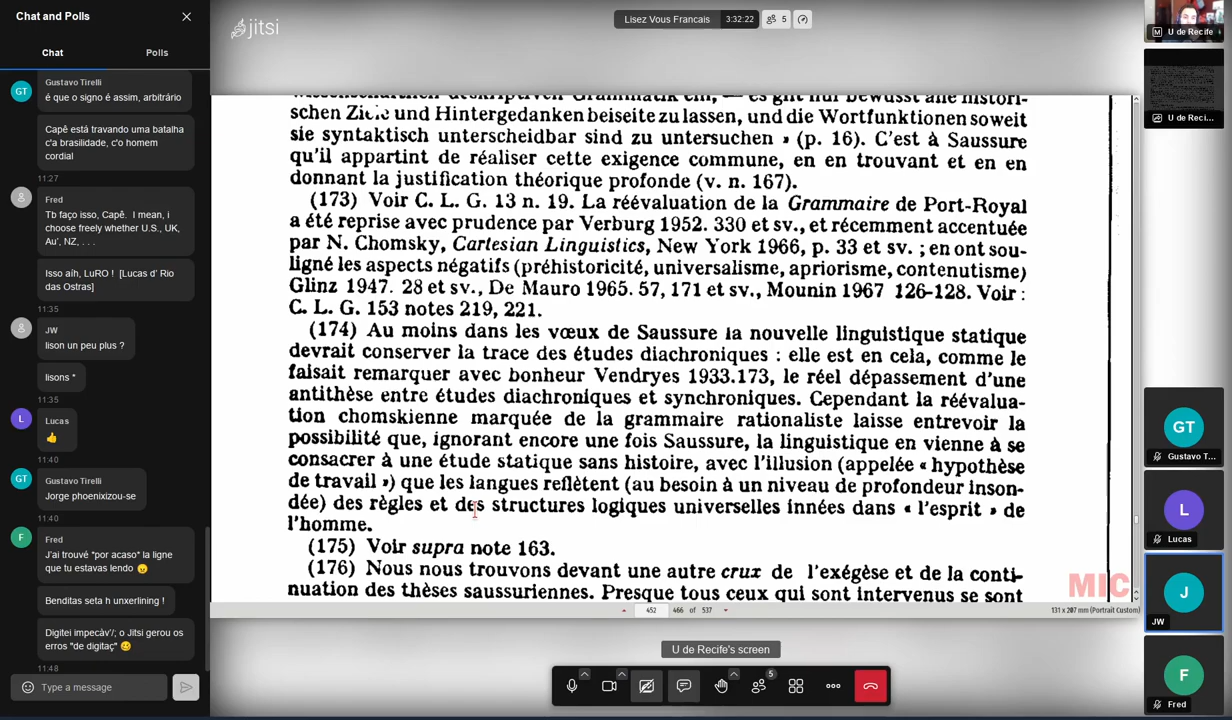 Chat and Polls
Chat
Polls
Gustavo Tirelli
GT
é que o signo é assim, arbitrário
Capê está travando uma batalha
c'a brasilidade, c'o homem
cordial
11:27
Fred
Tb faço isso, Capê. I mean, i
choose freely whether U.S., UK,
Au', NZ, . . .
Isso aíh, LuRO ! [Lucas d' Rio
das Ostras]
11:35
JW
lison un peu plus ?
lisons *
11:35
Lucas
L
👍
11:40
Gustavo Tirelli
GT
Jorge phoenixizou-se
11:40
Fred
F
J'ai trouvé "por acaso" la ligne
que tu estavas lendo 😠
Benditas seta h unxerlining !
Digitei impecàv'/; o Jitsi gerou os
erros "de digitaç" 😊
11:48
Type a message
jitsi
Lisez Vous Francais
3:32:22
5
schen Ziele und Hintergedanken beiseite zu lassen, und die Wortfunktionen soweit
sie syntaktisch unterscheidbar sind zu untersuchen » (p. 16). C'est à Saussure
qu'il appartint de réaliser cette exigence commune, en en trouvant et en en
donnant la justification théorique profonde (v. n. 167).
(173) Voir C. L. G. 13 n. 19. La réévaluation de la Grammaire de Port-Royal
a été reprise avec prudence par Verburg 1952. 330 et sv., et récemment accentuée
par N. Chomsky, Cartesian Linguistics, New York 1966, p. 33 et sv. ; en ont sou-
ligné les aspects négatifs (préhistoricité, universalisme, apriorisme, contenutisme)
Glinz 1947. 28 et sv., De Mauro 1965. 57, 171 et sv., Mounin 1967 126-128. Voir :
C. L. G. 153 notes 219, 221.
(174) Au moins dans les vœux de Saussure la nouvelle linguistique statique
devrait conserver la trace des études diachroniques : elle est en cela, comme le
faisait remarquer avec bonheur Vendryes 1933.173, le réel dépassement d'une
antithèse entre études diachroniques et synchroniques. Cependant la réévalua-
tion chomskienne marquée de la grammaire rationaliste laisse entrevoir la
possibilité que, ignorant encore une fois Saussure, la linguistique en vienne à se
consacrer à une étude statique sans histoire, avec l'illusion (appelée « hypothèse
de travail ») que les langues reflètent (au besoin à un niveau de profondeur inson-
dée) des règles et des structures logiques universelles innées dans « l'esprit » de
l'homme.
(175) Voir supra note 163.
(176) Nous nous trouvons devant une autre crux de l'exégèse et de la conti-
nuation des thèses saussuriennes. Presque tous ceux qui sont intervenus se sont
MIC
452
466 of 537
131 x 207 mm (Portrait Custom)
U de Recife's screen
5
M
U de Recife
U de Reci...
GT
Gustavo T...
L
Lucas
J
JW
F
Fred